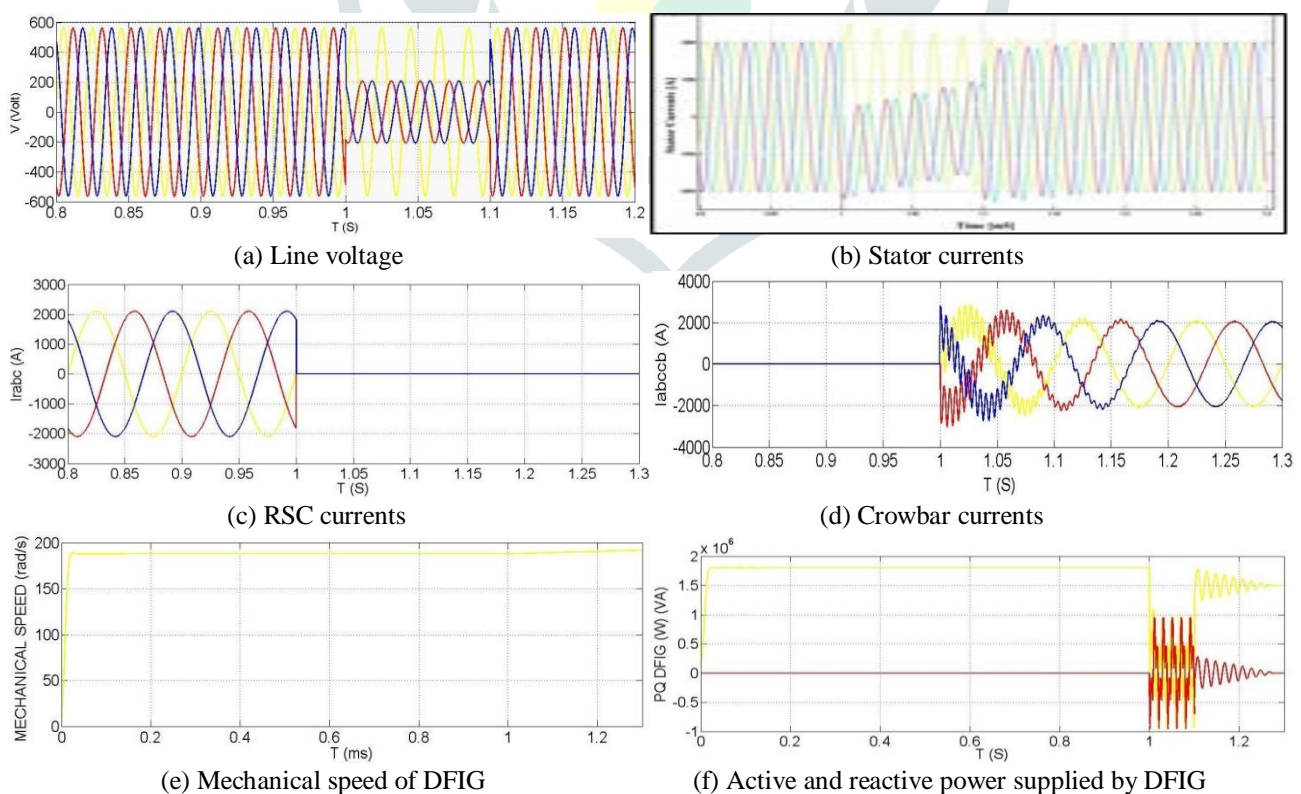 600
400
200
0
-200
-400
-600
V (Volt)
0.8 0.85 0.9 0.95 1 1.05 1.1 1.15 1.2
T (S)
(a) Line voltage
(b) Stator currents
3000
2000
1000
0
-1000
-2000
-3000
Irabc (A)
0.8 0.85 0.9 0.95 1 1.05 1.1 1.15 1.2 1.25 1.3
T (S)
(c) RSC currents
4000
2000
0
-2000
-4000
Iabccb (A)
0.8 0.85 0.9 0.95 1 1.05 1.1 1.15 1.2 1.25 1.3
T (S)
(d) Crowbar currents
200
150
100
50
0
MECHANICAL SPEED (rad/s)
0 0.2 0.4 0.6 0.8 1 1.2
T (ms)
(e) Mechanical speed of DFIG
2 x 10^6
1.5
1
0.5
0
-0.5
-1
PQ DFIG (W) (VA)
0 0.2 0.4 0.6 0.8 1 1.2
T (S)
(f) Active and reactive power supplied by DFIG